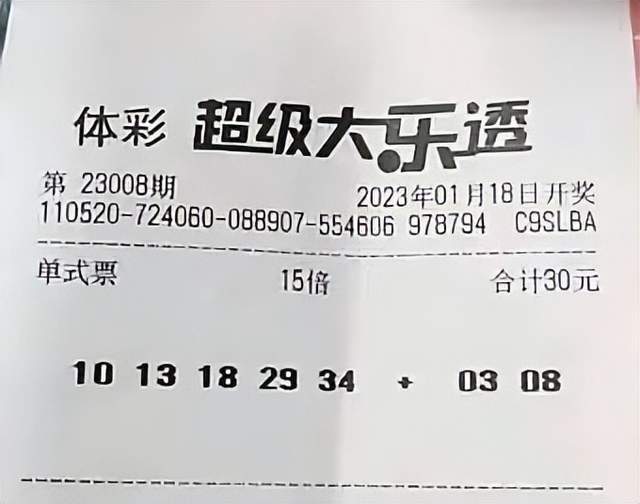 体彩 超级大乐透
第 23008期 2023年01月18日开奖
110520-724060-088907-554606 978794 C9SLBA
单式票 15倍 合计30元
10 13 18 29 34 + 03 08